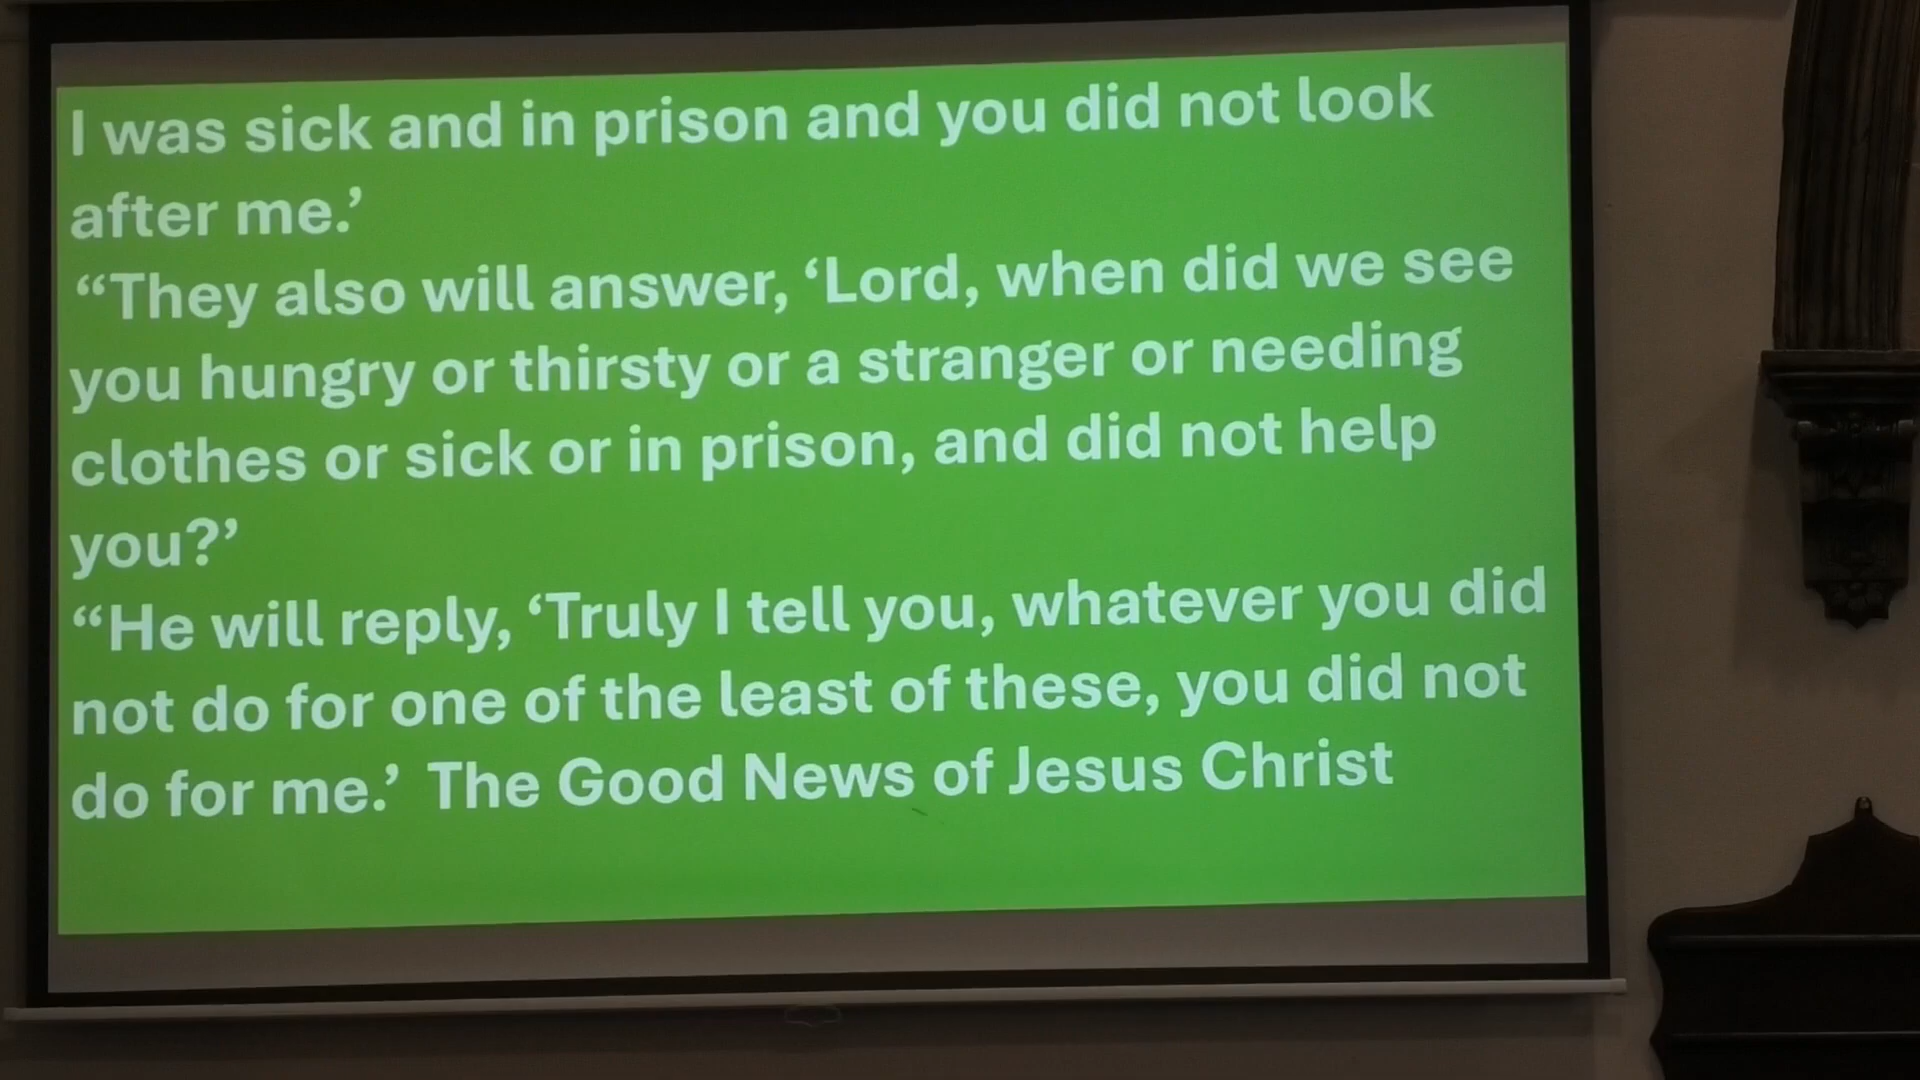 I was sick and in prison and you did not look
after me.’
“They also will answer, ‘Lord, when did we see
you hungry or thirsty or a stranger or needing
clothes or sick or in prison, and did not help
you?’
“He will reply, ‘Truly I tell you, whatever you did
not do for one of the least of these, you did not
do for me.’ The Good News of Jesus Christ